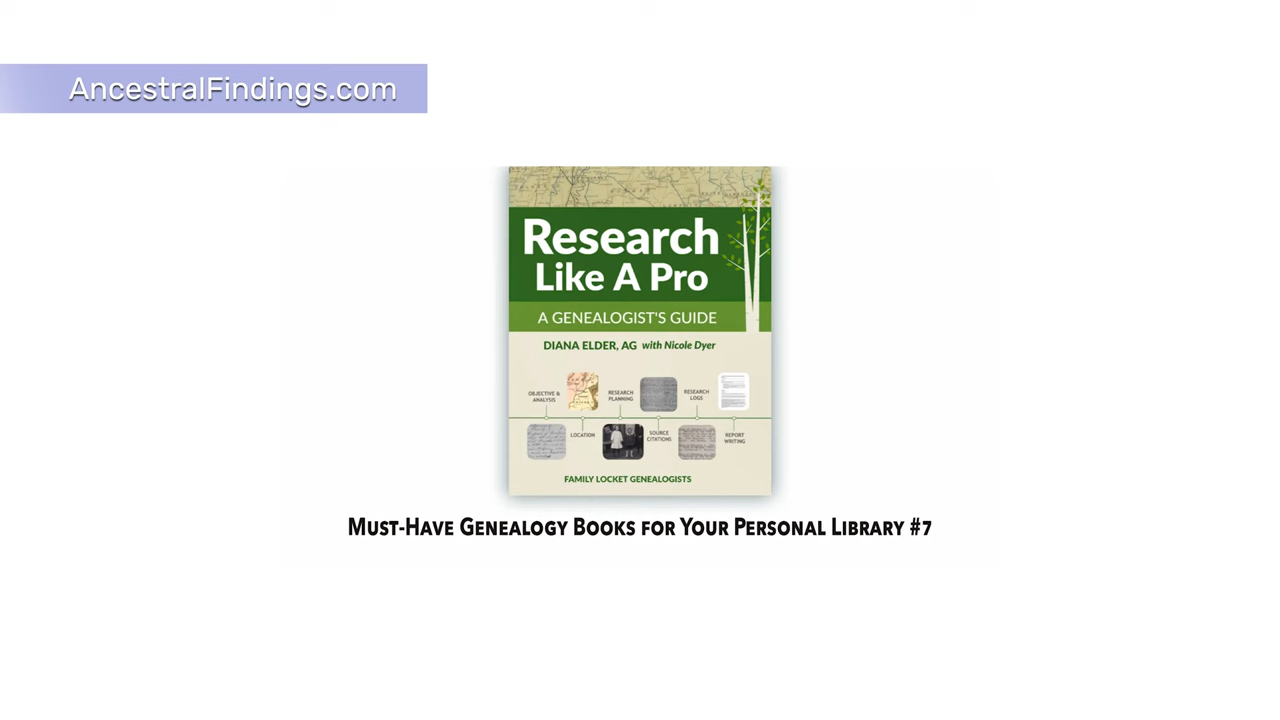 AncestralFindings.com
Research
Like A Pro
A GENEALOGIST'S GUIDE
DIANA ELDER, AG with Nicole Dyer
OBJECTIVE &
ANALYSIS
LOCATION
RESEARCH
PLANNING
SOURCE
CITATIONS
RESEARCH
LOGS
REPORT
WRITING
FAMILY LOCKET GENEALOGISTS
Must-Have Genealogy Books for Your Personal Library #7